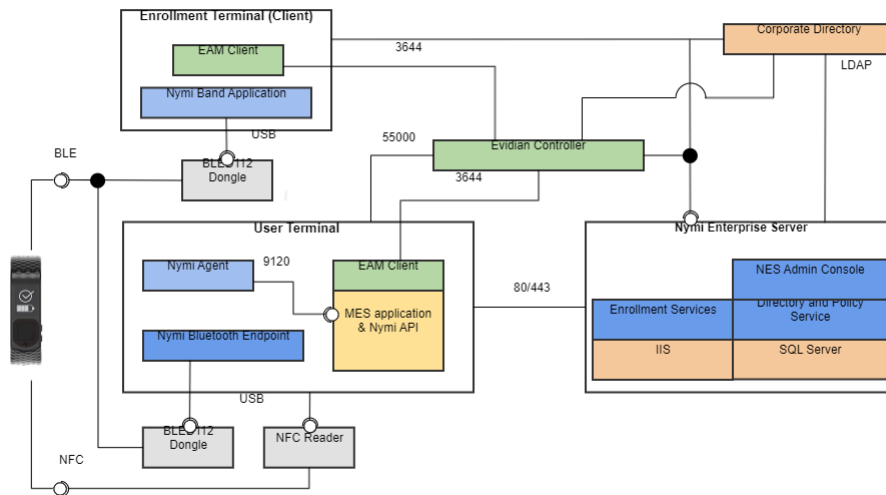 Enrollment Terminal (Client)
EAM Client
Nymi Band Application
3644
Corporate Directory
LDAP
USB
55000
BLE
BLED112
Dongle
Evidian Controller
3644
User Terminal
Nymi Enterprise Server
Nymi Agent
9120
EAM Client
NES Admin Console
80/443
MES application
& Nymi API
Enrollment Services
Directory and Policy
Service
Nymi Bluetooth Endpoint
IIS
SQL Server
USB
BLED112
Dongle
NFC Reader
NFC